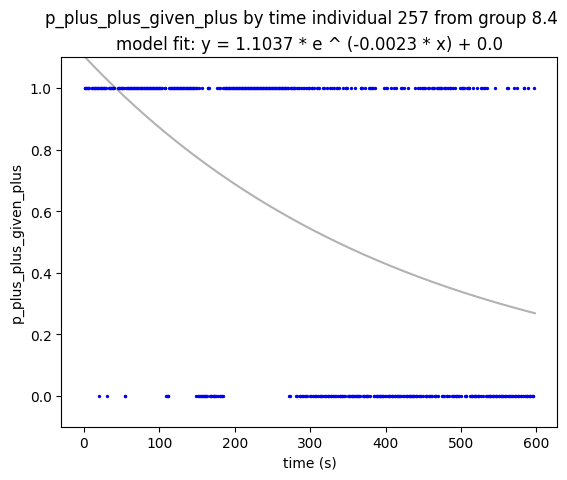 p_plus_plus_given_plus by time individual 257 from group 8.4
model fit: y = 1.1037 * e ^ (-0.0023 * x) + 0.0
1.0
0.8
0.6
0.4
0.2
0.0
p_plus_plus_given_plus
0 100 200 300 400 500 600
time (s)